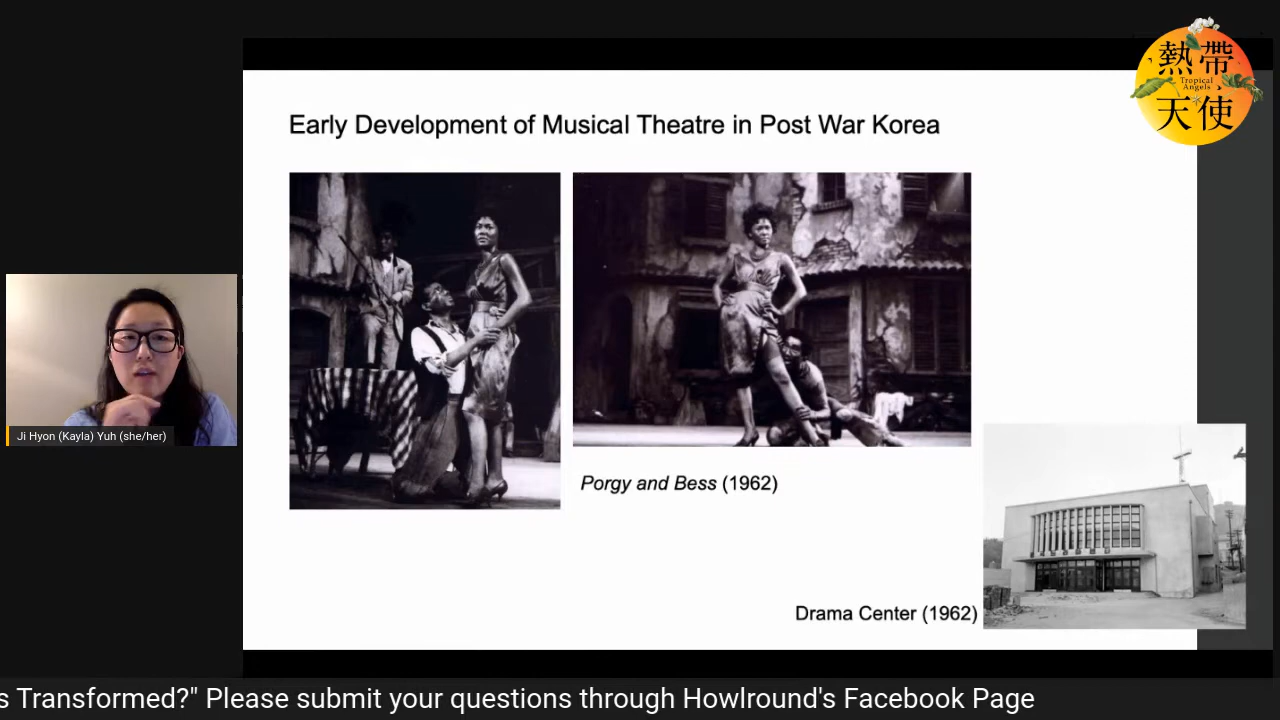 熱帶
Tropical
Angels
天使
Early Development of Musical Theatre in Post War Korea
Porgy and Bess (1962)
Drama Center (1962)
Ji Hyon (Kayla) Yuh (she/her)
s Transformed?" Please submit your questions through Howlround's Facebook Page